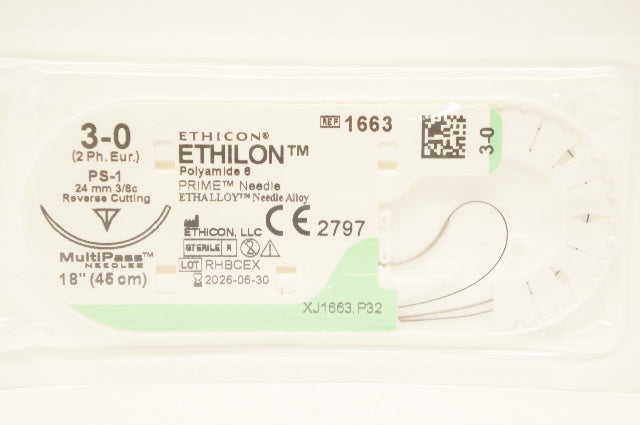 3-0
(2 Ph. Eur.)
PS-1
24 mm 3/8c
Reverse Cutting
MultiPass™
NEEDLES
18" (45 cm)
ETHICON®
ETHILON™
Polyamide 6
PRIME™ Needle
ETHALLOY™ Needle Alloy
ETHICON, LLC
CE 2797
STERILE R
LOT RHBCEX
2026-06-30
REF 1663
3-0
XJ1663.P32